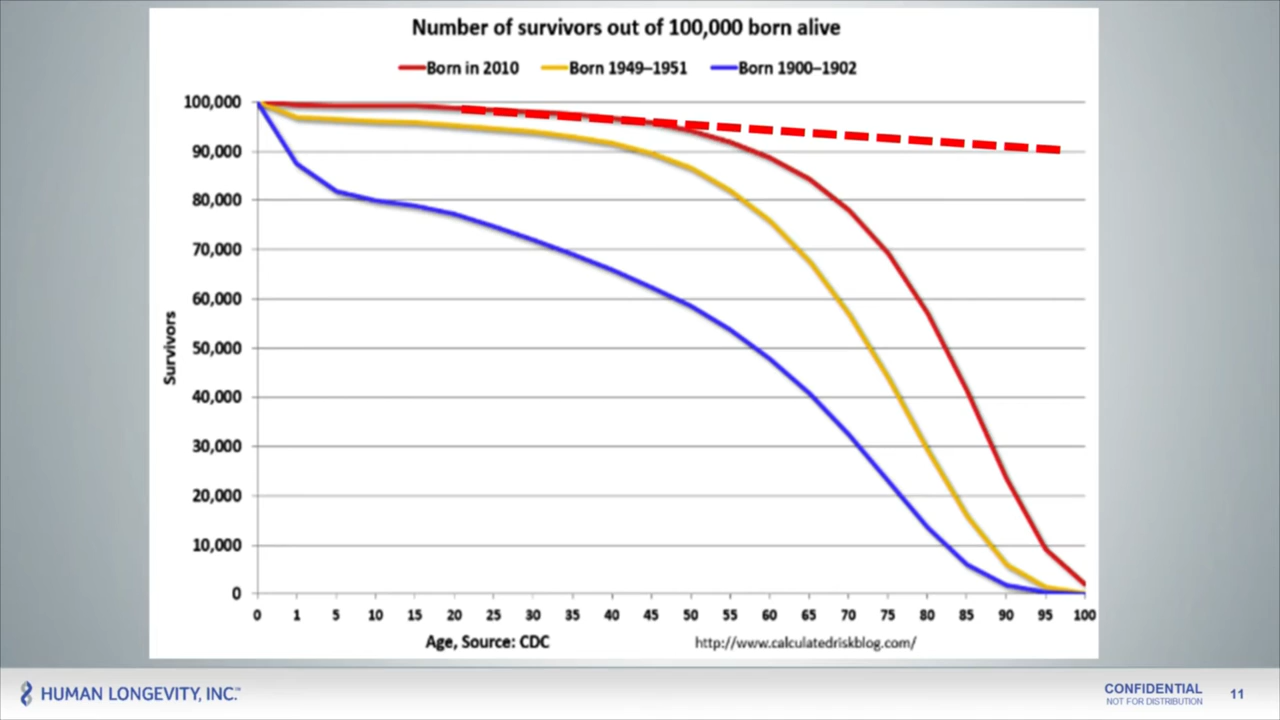 Number of survivors out of 100,000 born alive
Born in 2010 Born 1949–1951 Born 1900–1902
100,000
90,000
80,000
70,000
60,000
50,000
40,000
30,000
20,000
10,000
0
Survivors
0 1 5 10 15 20 25 30 35 40 45 50 55 60 65 70 75 80 85 90 95 100
Age, Source: CDC http://www.calculatedriskblog.com/
HUMAN LONGEVITY, INC.™
CONFIDENTIAL
NOT FOR DISTRIBUTION
11